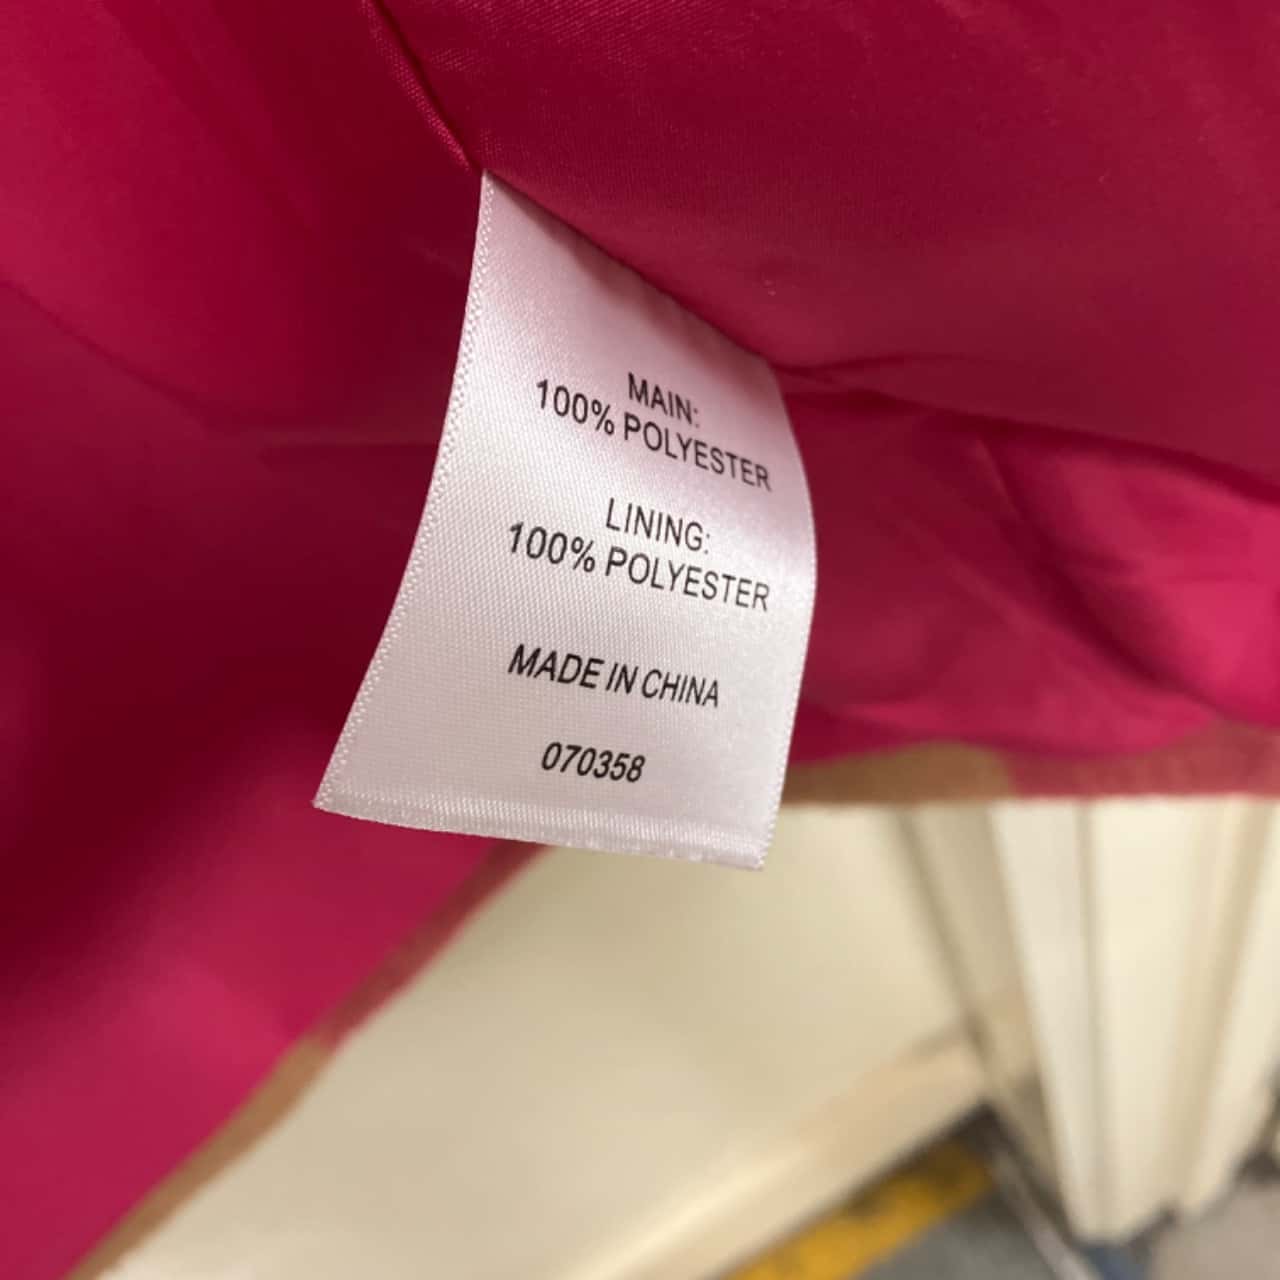 MAIN:
100% POLYESTER
LINING:
100% POLYESTER
MADE IN CHINA
070358